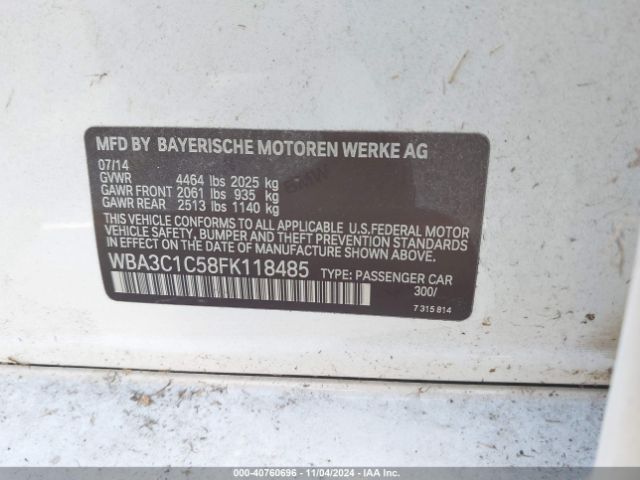 MFD BY BAYERISCHE MOTOREN WERKE AG
07/14
GVWR 4464 lbs 2025 kg
GAWR FRONT 2061 lbs 935 kg
GAWR REAR 2513 lbs 1140 kg
BMW
THIS VEHICLE CONFORMS TO ALL APPLICABLE U.S.FEDERAL MOTOR
VEHICLE SAFETY, BUMPER AND THEFT PREVENTION STANDARDS
IN EFFECT ON THE DATE OF MANUFACTURE SHOWN ABOVE.
WBA3C1C58FK118485 TYPE: PASSENGER CAR
300/
7 315 814
000-40760696 - 11/04/2024 - IAA Inc.